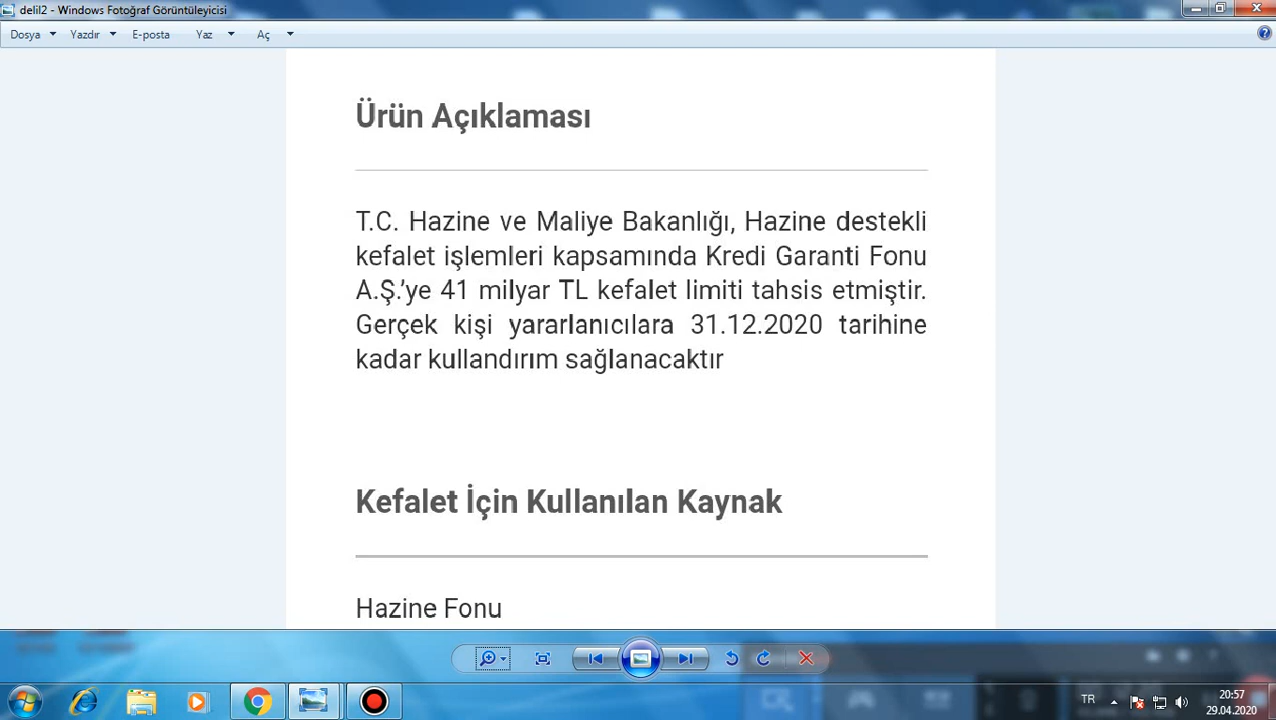 delil2 - Windows Fotoğraf Görüntüleyicisi
Dosya Yazdır E-posta Yaz Aç
Ürün Açıklaması
T.C. Hazine ve Maliye Bakanlığı, Hazine destekli
kefalet işlemleri kapsamında Kredi Garanti Fonu
A.Ş.'ye 41 milyar TL kefalet limiti tahsis etmiştir.
Gerçek kişi yararlanıcılara 31.12.2020 tarihine
kadar kullandırım sağlanacaktır
Kefalet İçin Kullanılan Kaynak
Hazine Fonu
TR
20:57
29.04.2020